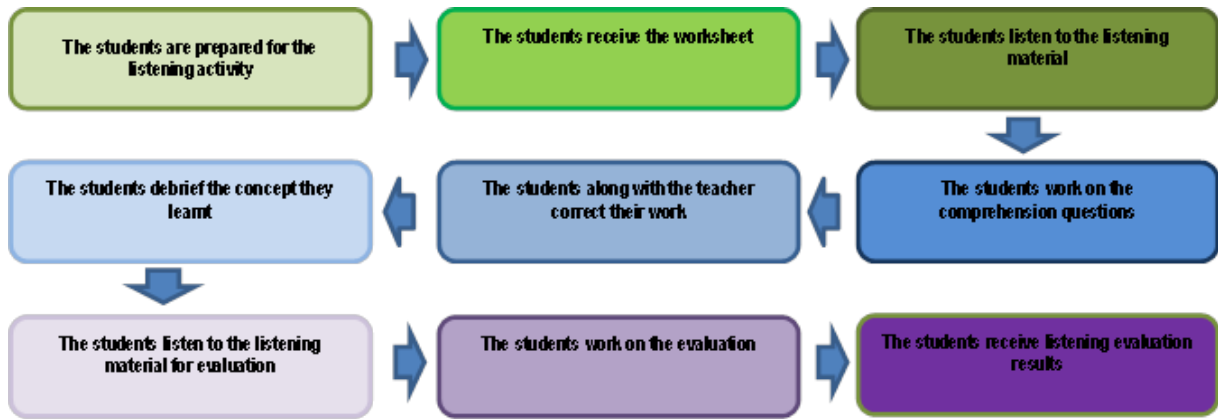 The students are prepared for the
listening activity
The students receive the worksheet
The students listen to the listening
material
The students work on the
comprehension questions
The students along with the teacher
correct their work
The students debrief the concept they
learnt
The students listen to the listening
material for evaluation
The students work on the evaluation
The students receive listening evaluation
results